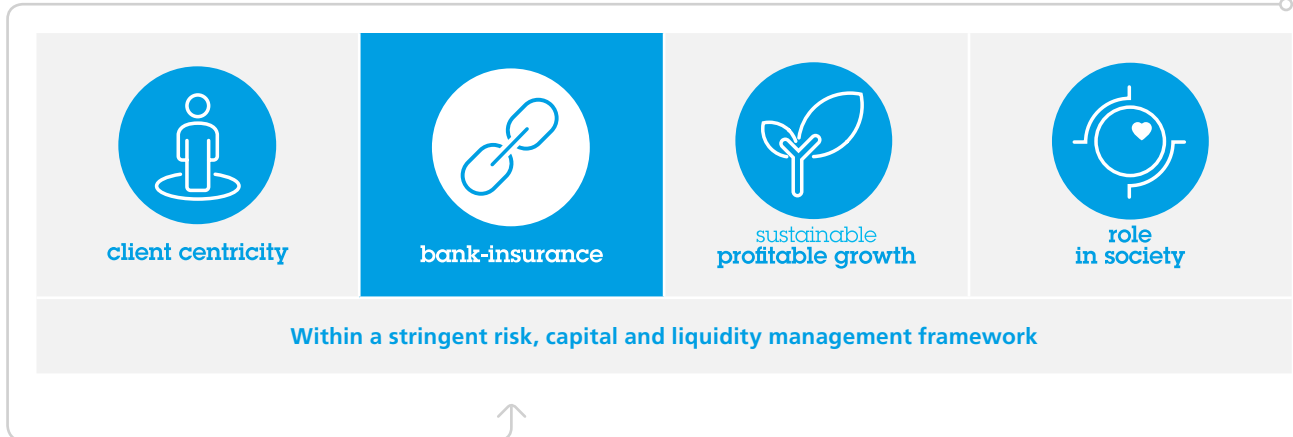 client centricity
bank-insurance
sustainable
profitable growth
role
in society
Within a stringent risk, capital and liquidity management framework